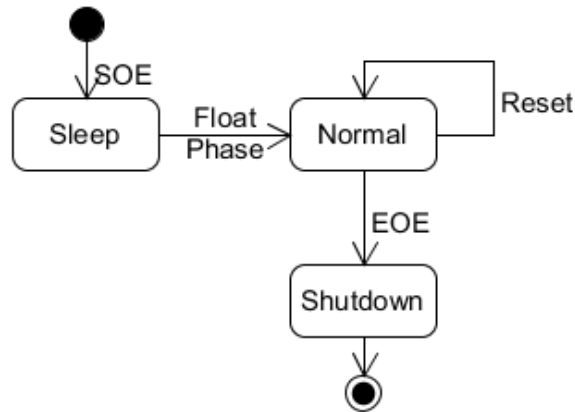 SOE
Sleep
Float
Phase
Normal
Reset
EOE
Shutdown